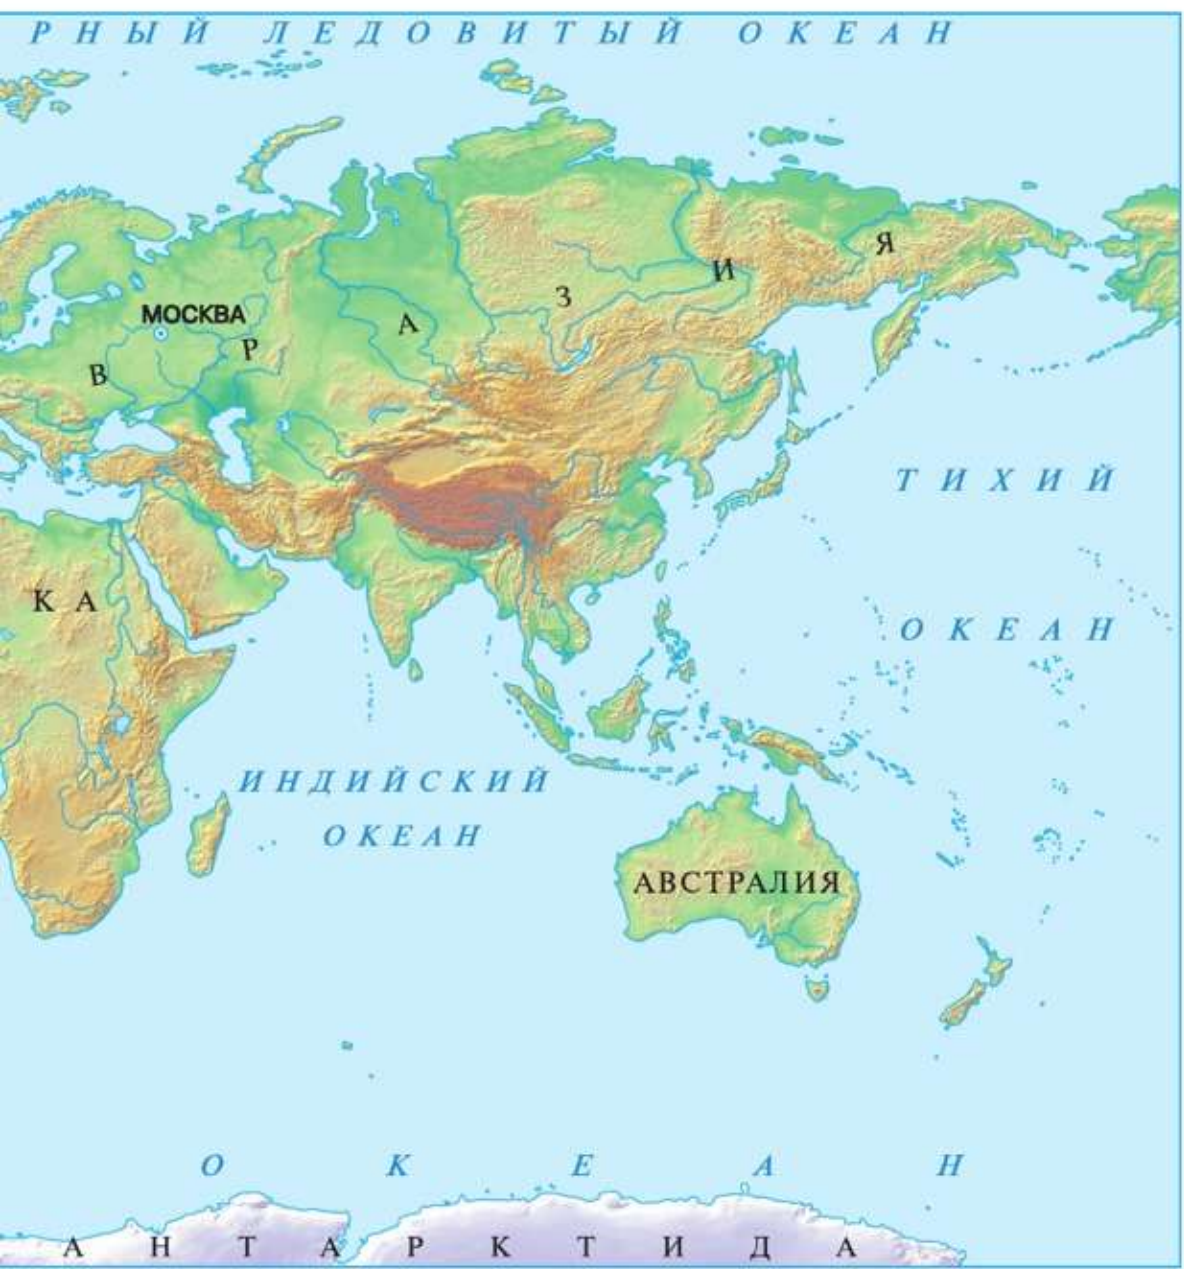 РНЫЙ ЛЕДОВИТЫЙ ОКЕАН
МОСКВА
В Р А З И Я
ТИХИЙ
ОКЕАН
КА
ИНДИЙСКИЙ
ОКЕАН
АВСТРАЛИЯ
ОКЕАН
АНТАРКТИДА